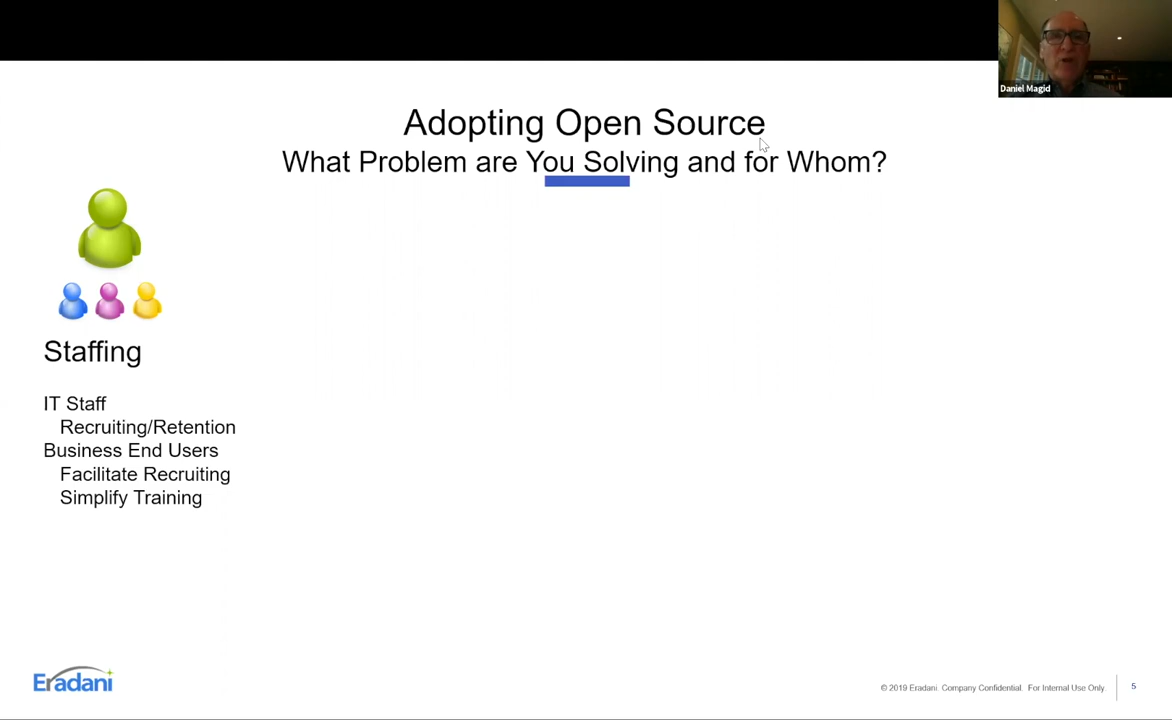 Daniel Magid
Adopting Open Source
What Problem are You Solving and for Whom?
Staffing
IT Staff
Recruiting/Retention
Business End Users
Facilitate Recruiting
Simplify Training
Eradani
© 2019 Eradani. Company Confidential. For Internal Use Only.
5